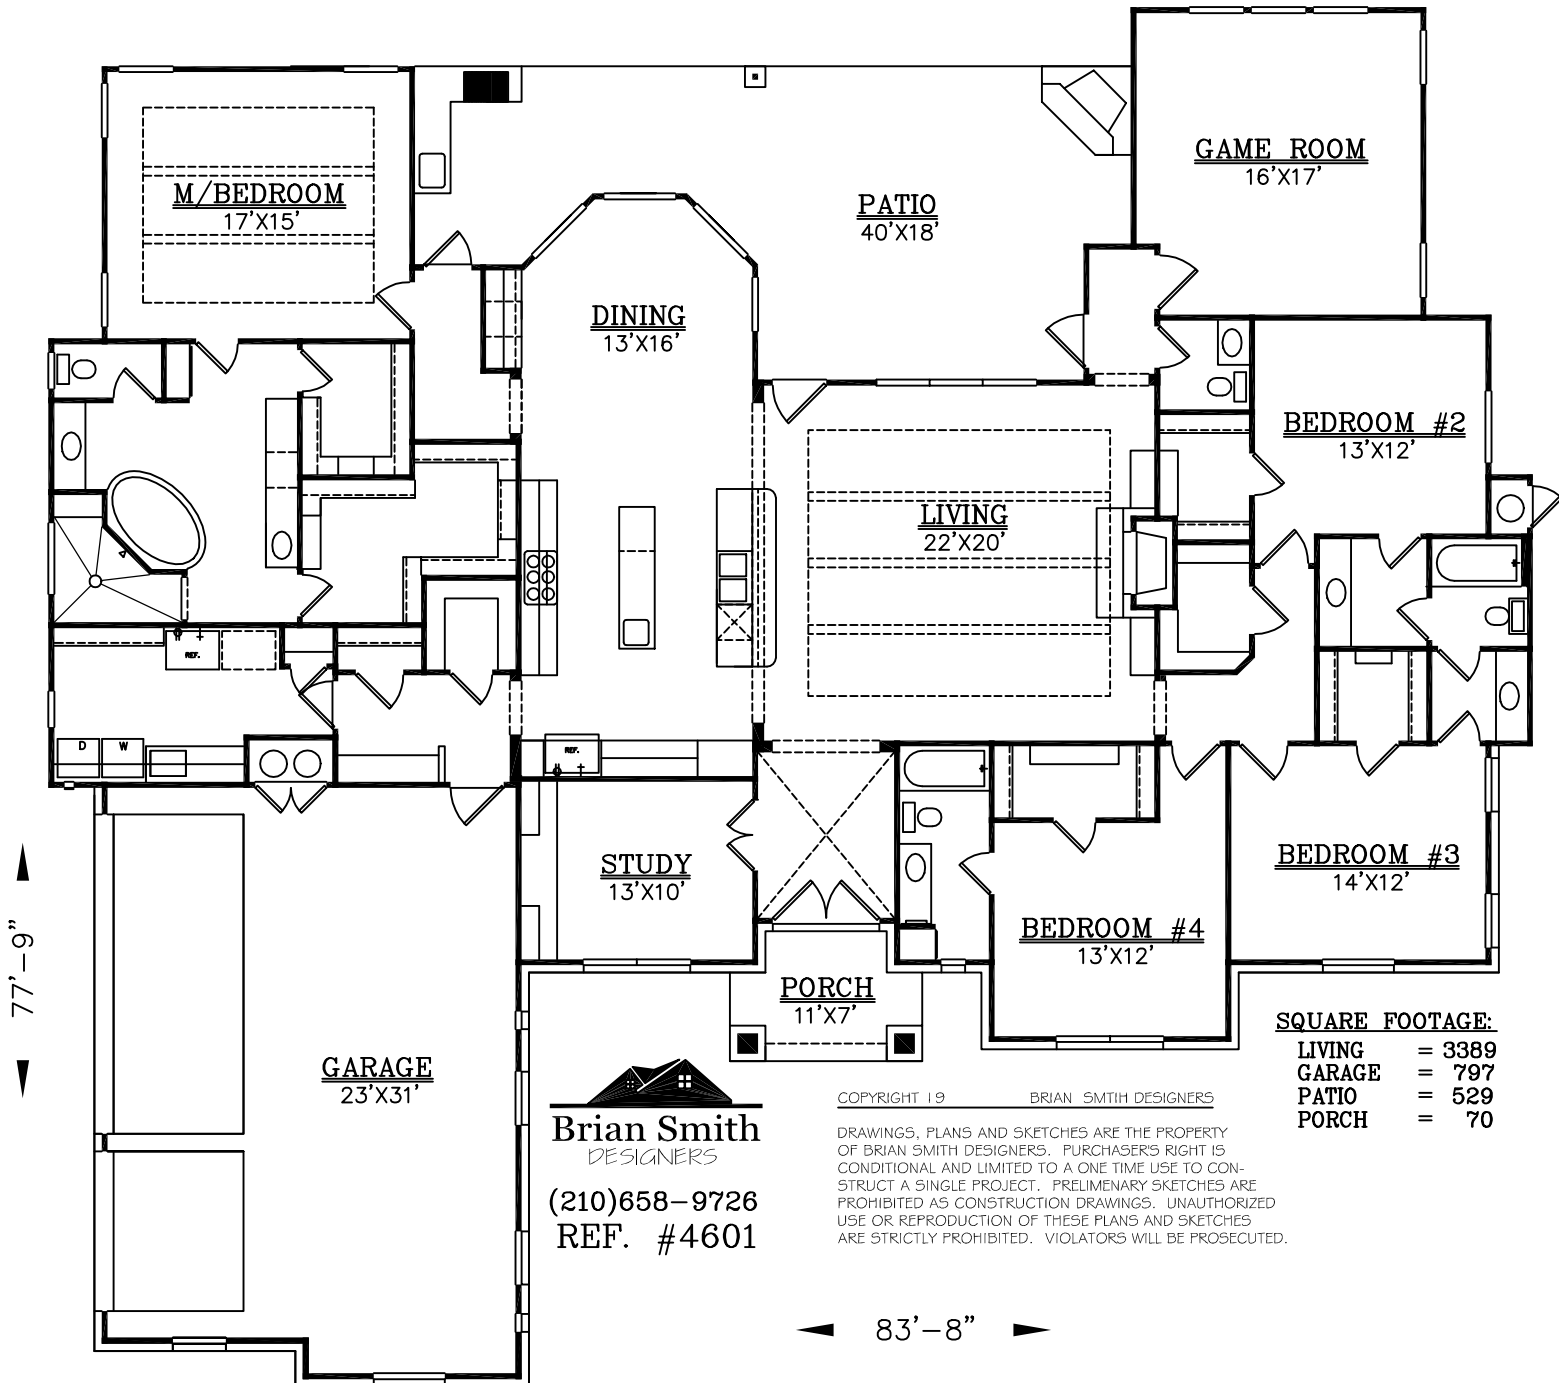 GAME ROOM
16'X17'
M/BEDROOM
17'X15'
PATIO
40'X18'
DINING
13'X16'
BEDROOM #2
13'X12'
LIVING
22'X20'
REF.
D W
REF.
STUDY
13'X10'
BEDROOM #3
14'X12'
BEDROOM #4
13'X12'
77'-9"
PORCH
11'X7'
GARAGE
23'X31'
SQUARE FOOTAGE:
LIVING = 3389
GARAGE = 797
PATIO = 529
PORCH = 70
Brian Smith
DESIGNERS
(210)658-9726
REF. #4601
COPYRIGHT 19 BRIAN SMTIH DESIGNERS
DRAWINGS, PLANS AND SKETCHES ARE THE PROPERTY
OF BRIAN SMITH DESIGNERS. PURCHASER'S RIGHT IS
CONDITIONAL AND LIMITED TO A ONE TIME USE TO CON-
STRUCT A SINGLE PROJECT. PRELIMENARY SKETCHES ARE
PROHIBITED AS CONSTRUCTION DRAWINGS. UNAUTHORIZED
USE OR REPRODUCTION OF THESE PLANS AND SKETCHES
ARE STRICTLY PROHIBITED. VIOLATORS WILL BE PROSECUTED.
83'-8"